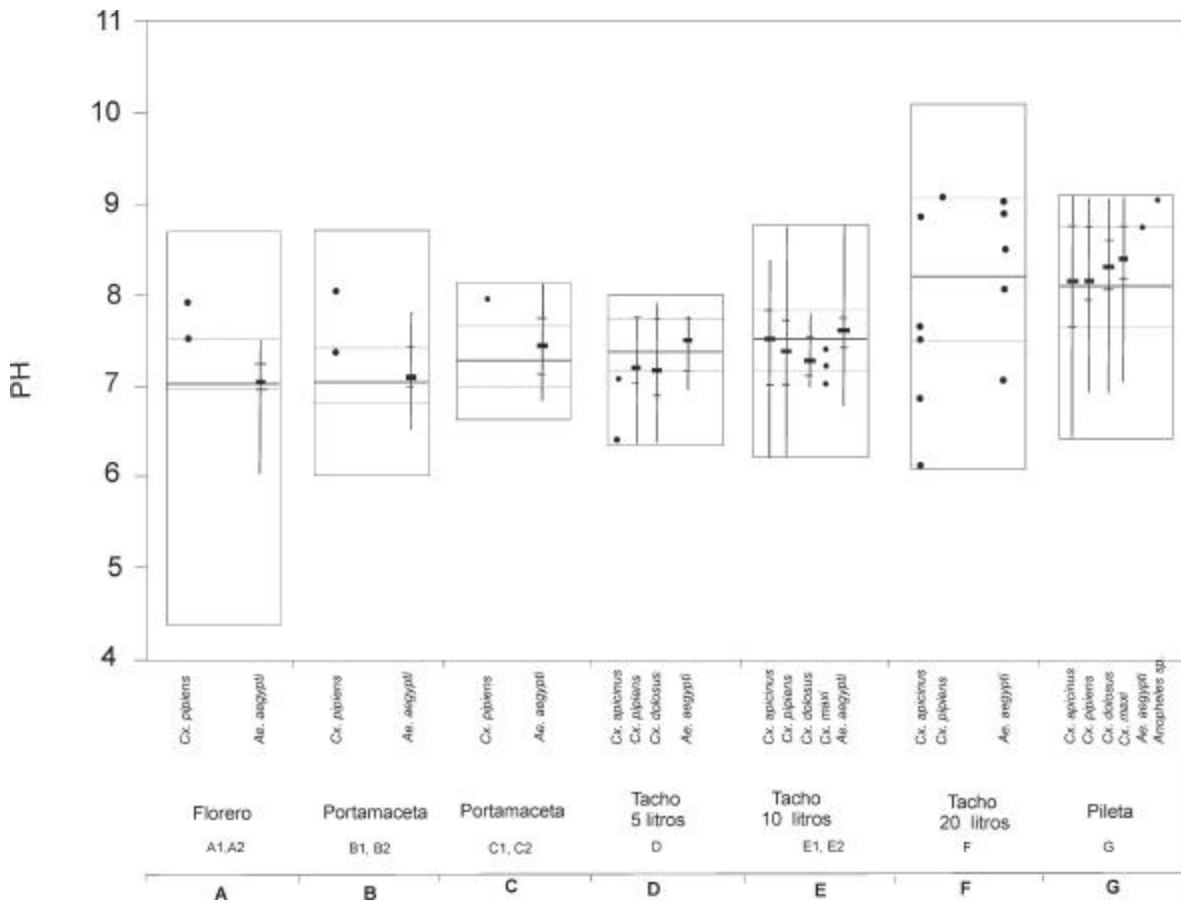 11
10
9
8
7
6
5
4
PH
Cx. pipiens
Ae. aegypti
Cx. pipiens
Ae. aegypti
Cx. pipiens
Ae. aegypti
Cx. apicinus
Cx. pipians
Cx. dolosus
Ae. aegypti
Cx. apicinus
Cx. pipians
Cx. dolosus
Cx. maxi
Ae. aegypti
Cx. apicinus
Cx. pipians
Ae. aegypti
Cx. apicinus
Cx. pipiens
Cx. dolosus
Cx. maxi
Ae. aegypti
Anopheles sp.
Florero
Portamaceta
Portamaceta
Tacho
5 litros
Tacho
10 litros
Tacho
20 litros
Pileta
A1,A2
B1, B2
C1, C2
D
E1, E2
F
G
A
B
C
D
E
F
G